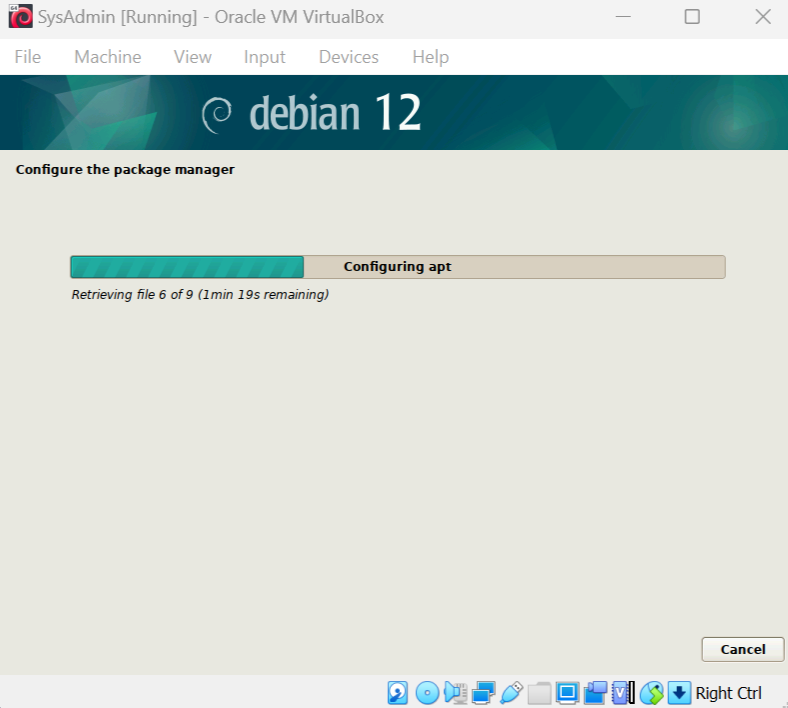 SysAdmin [Running] - Oracle VM VirtualBox
File Machine View Input Devices Help
debian 12
Configure the package manager
Configuring apt
Retrieving file 6 of 9 (1min 19s remaining)
Cancel
Right Ctrl